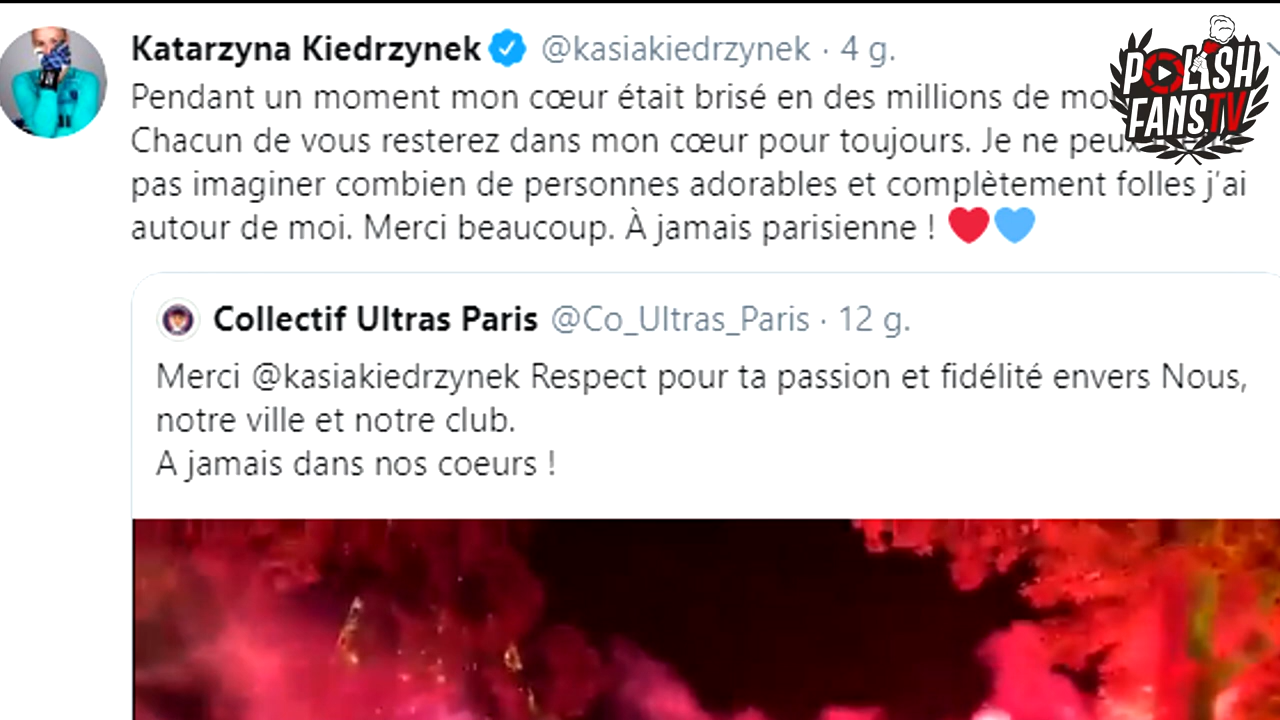 Katarzyna Kiedrzynek @kasiakiedrzynek · 4 g.
Pendant un moment mon cœur était brisé en des millions de
Chacun de vous resterez dans mon cœur pour toujours. Je ne peux
pas imaginer combien de personnes adorables et complètement folles j'ai
autour de moi. Merci beaucoup. À jamais parisienne ! ❤️💙
Collectif Ultras Paris @Co_Ultras_Paris · 12 g.
Merci @kasiakiedrzynek Respect pour ta passion et fidélité envers Nous,
notre ville et notre club.
A jamais dans nos coeurs !
POLISH
FANSTV